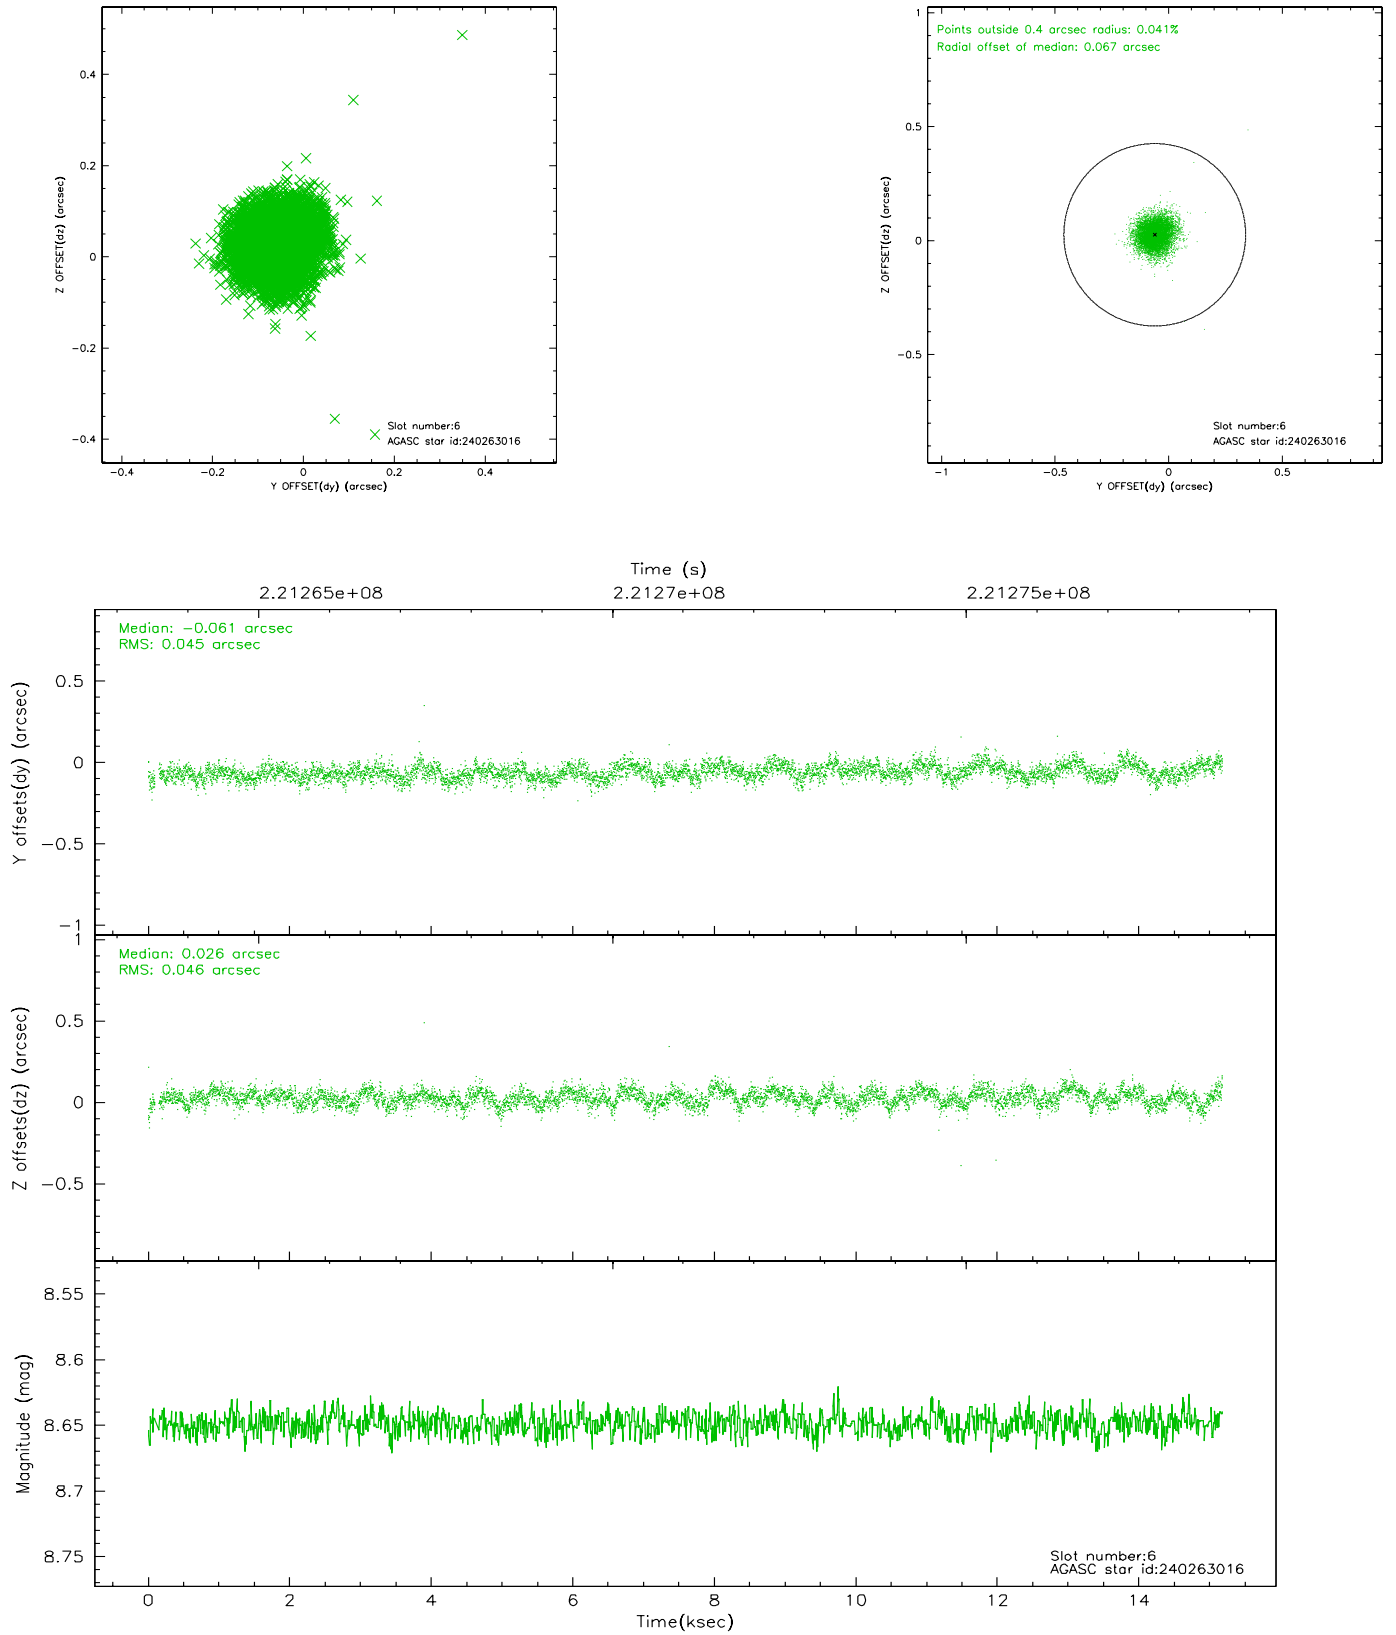 0.4
0.2
0
−0.2
−0.4
Z OFFSET(dz) (arcsec)
Slot number:6
AGASC star id:240263016
−0.4
−0.2
0
0.2
0.4
Y OFFSET(dy) (arcsec)
Points outside 0.4 arcsec radius: 0.041%
Radial offset of median: 0.067 arcsec
1
0.5
0
−0.5
Z OFFSET(dz) (arcsec)
Slot number:6
AGASC star id:240263016
−1
−0.5
0
0.5
Y OFFSET(dy) (arcsec)
Time (s)
2.21265e+08
2.2127e+08
2.21275e+08
Median: −0.061 arcsec
RMS: 0.045 arcsec
0.5
0
−0.5
−1
Y offsets(dy) (arcsec)
Median: 0.026 arcsec
RMS: 0.046 arcsec
1
0.5
0
−0.5
Z offsets(dz) (arcsec)
8.55
8.6
8.65
8.7
8.75
Magnitude (mag)
Slot number:6
AGASC star id:240263016
0
2
4
6
8
10
12
14
Time(ksec)